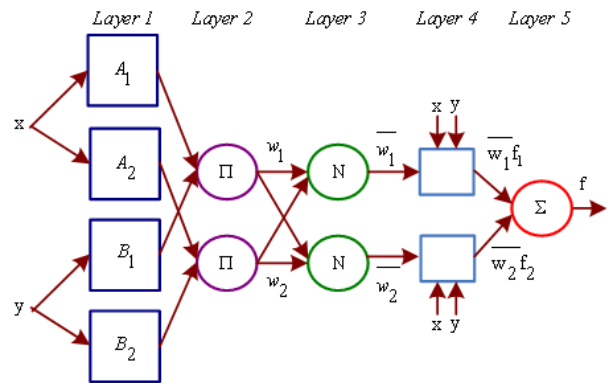 Layer 1 Layer 2 Layer 3 Layer 4 Layer 5
A₁
x y
x
w₁ w̅₁ w̅₁f₁
A₂
Π N
f
Σ
B₁
Π N
w₂ w̅₂ w̅₂f₂
y
x y
B₂